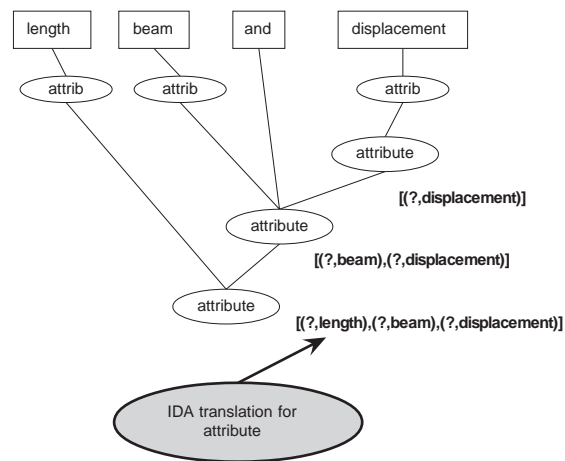 length beam and displacement
attrib attrib attrib
attribute
[(?,displacement)]
attribute
[(?,beam),(?,displacement)]
attribute
[(?,length),(?,beam),(?,displacement)]
IDA translation for
attribute